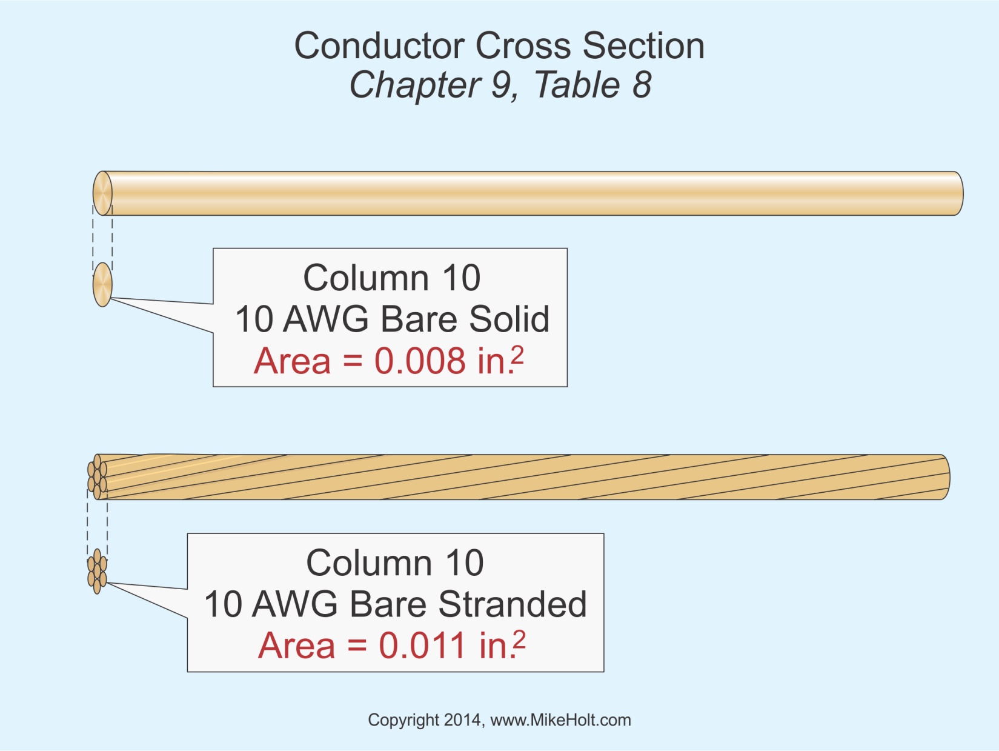 Conductor Cross Section
Chapter 9, Table 8
Column 10
10 AWG Bare Solid
Area = 0.008 in.²
Column 10
10 AWG Bare Stranded
Area = 0.011 in.²
Copyright 2014, www.MikeHolt.com